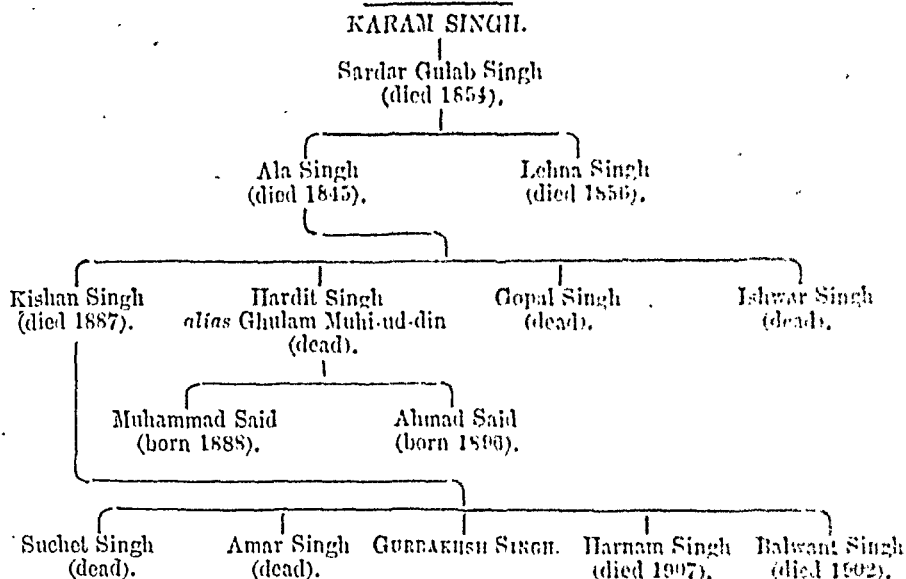 KARAM SINGH.
Sardar Gulab Singh
(died 1854).
Ala Singh Lehna Singh
(died 1845). (died 1856).
Kishan Singh Hardit Singh Gopal Singh Ishwar Singh
(died 1887). alias Ghulam Muhi-ud-din (dead). (dead).
(dead).
Muhammad Said Ahmad Said
(born 1888). (born 1890).
Suchet Singh Amar Singh GURBAKHSH SINGH. Harnam Singh Balwant Singh
(dead). (dead). (died 1907). (died 1902).